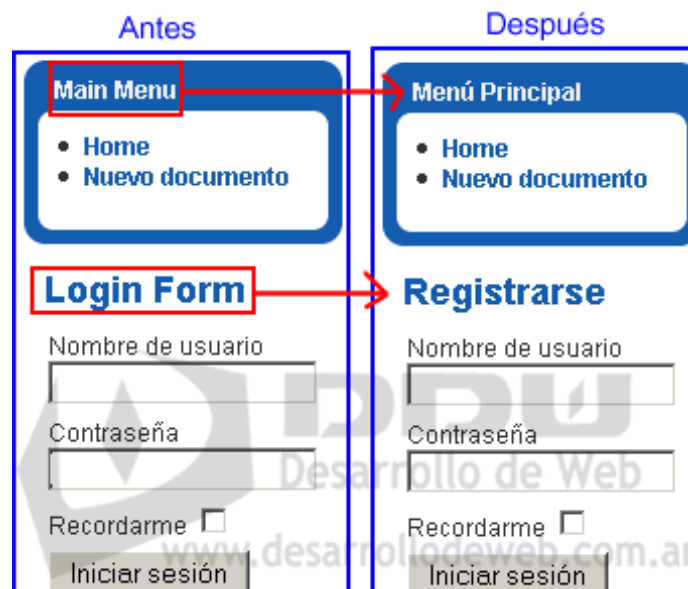 Antes
Después
Main Menu
Home
Nuevo documento
Login Form
Nombre de usuario
Contraseña
Recordarme
Iniciar sesión
Menú Principal
Home
Nuevo documento
Registrarse
Nombre de usuario
Contraseña
Recordarme
Iniciar sesión
DDW
Desarrollo de Web
www.desarrollodeweb.com.ar